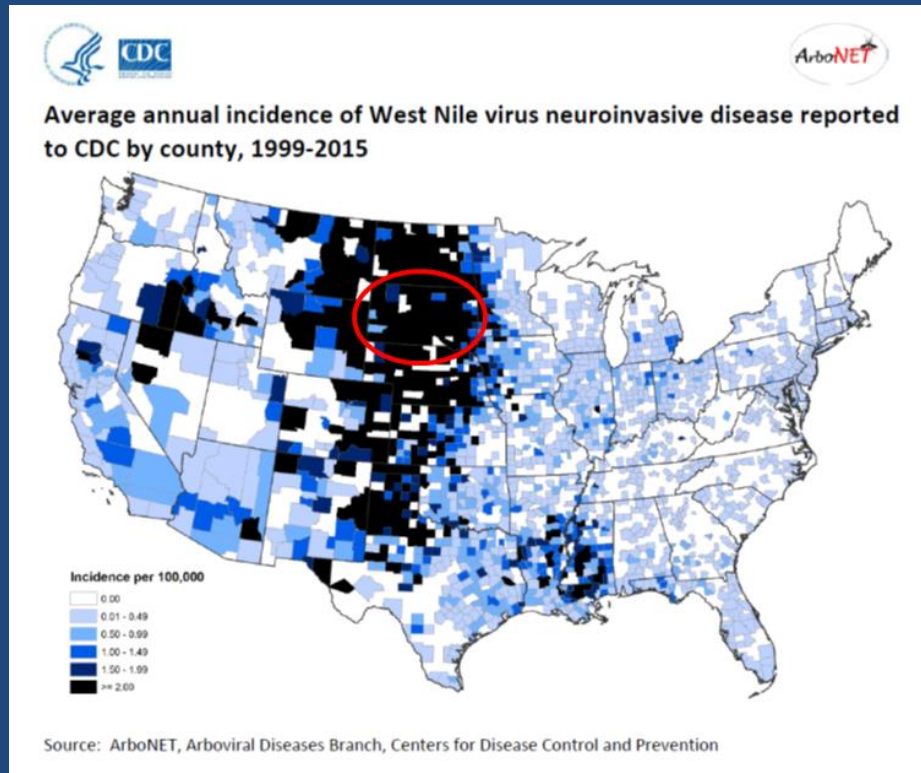 CDC
ArboNET
Average annual incidence of West Nile virus neuroinvasive disease reported
to CDC by county, 1999-2015
Incidence per 100,000
0.00
0.01 - 0.49
0.50 - 0.99
1.00 - 1.49
1.50 - 1.99
>= 2.00
Source: ArboNET, Arboviral Diseases Branch, Centers for Disease Control and Prevention